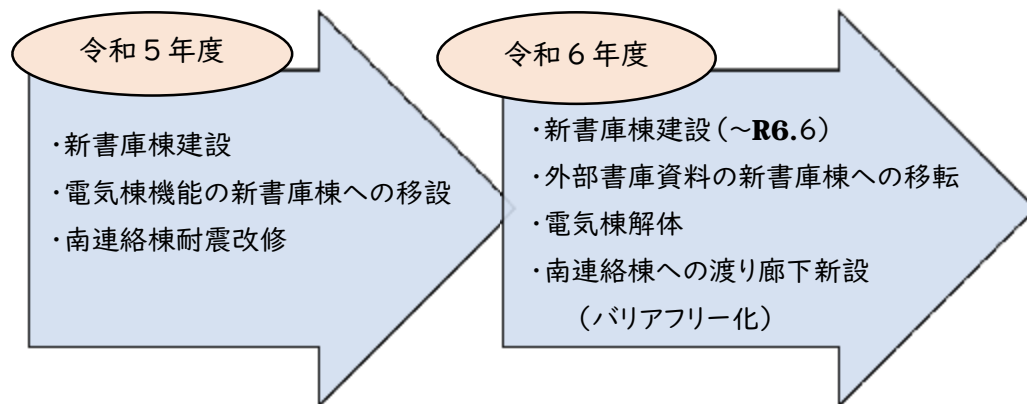 令和5年度
・新書庫棟建設
・電気棟機能の新書庫棟への移設
・南連絡棟耐震改修
令和6年度
・新書庫棟建設（～R6.6）
・外部書庫資料の新書庫棟への移転
・電気棟解体
・南連絡棟への渡り廊下新設
（バリアフリー化）